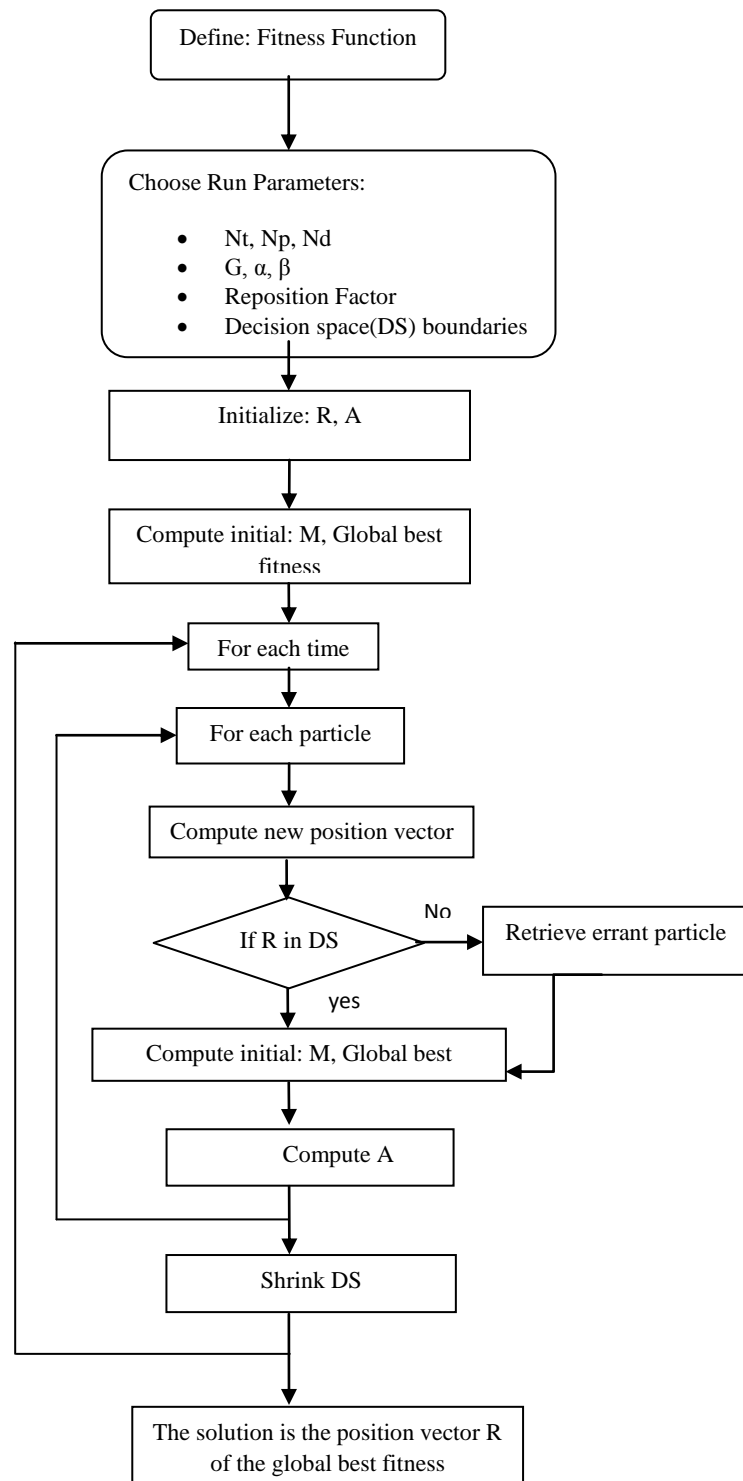 Define: Fitness Function
Choose Run Parameters:
• Nt, Np, Nd
• G, α, β
• Reposition Factor
• Decision space(DS) boundaries
Initialize: R, A
Compute initial: M, Global best
fitness
For each time
For each particle
Compute new position vector
If R in DS
No
Retrieve errant particle
yes
Compute initial: M, Global best
Compute A
Shrink DS
The solution is the position vector R
of the global best fitness